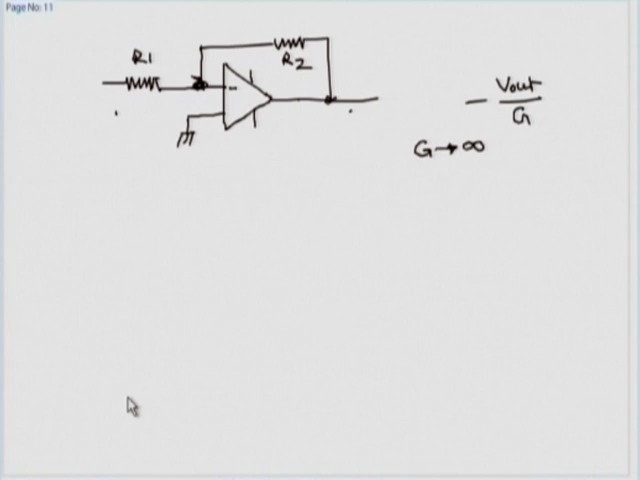 Page No: 11
R1
R2
-
- Vout
G
G → ∞